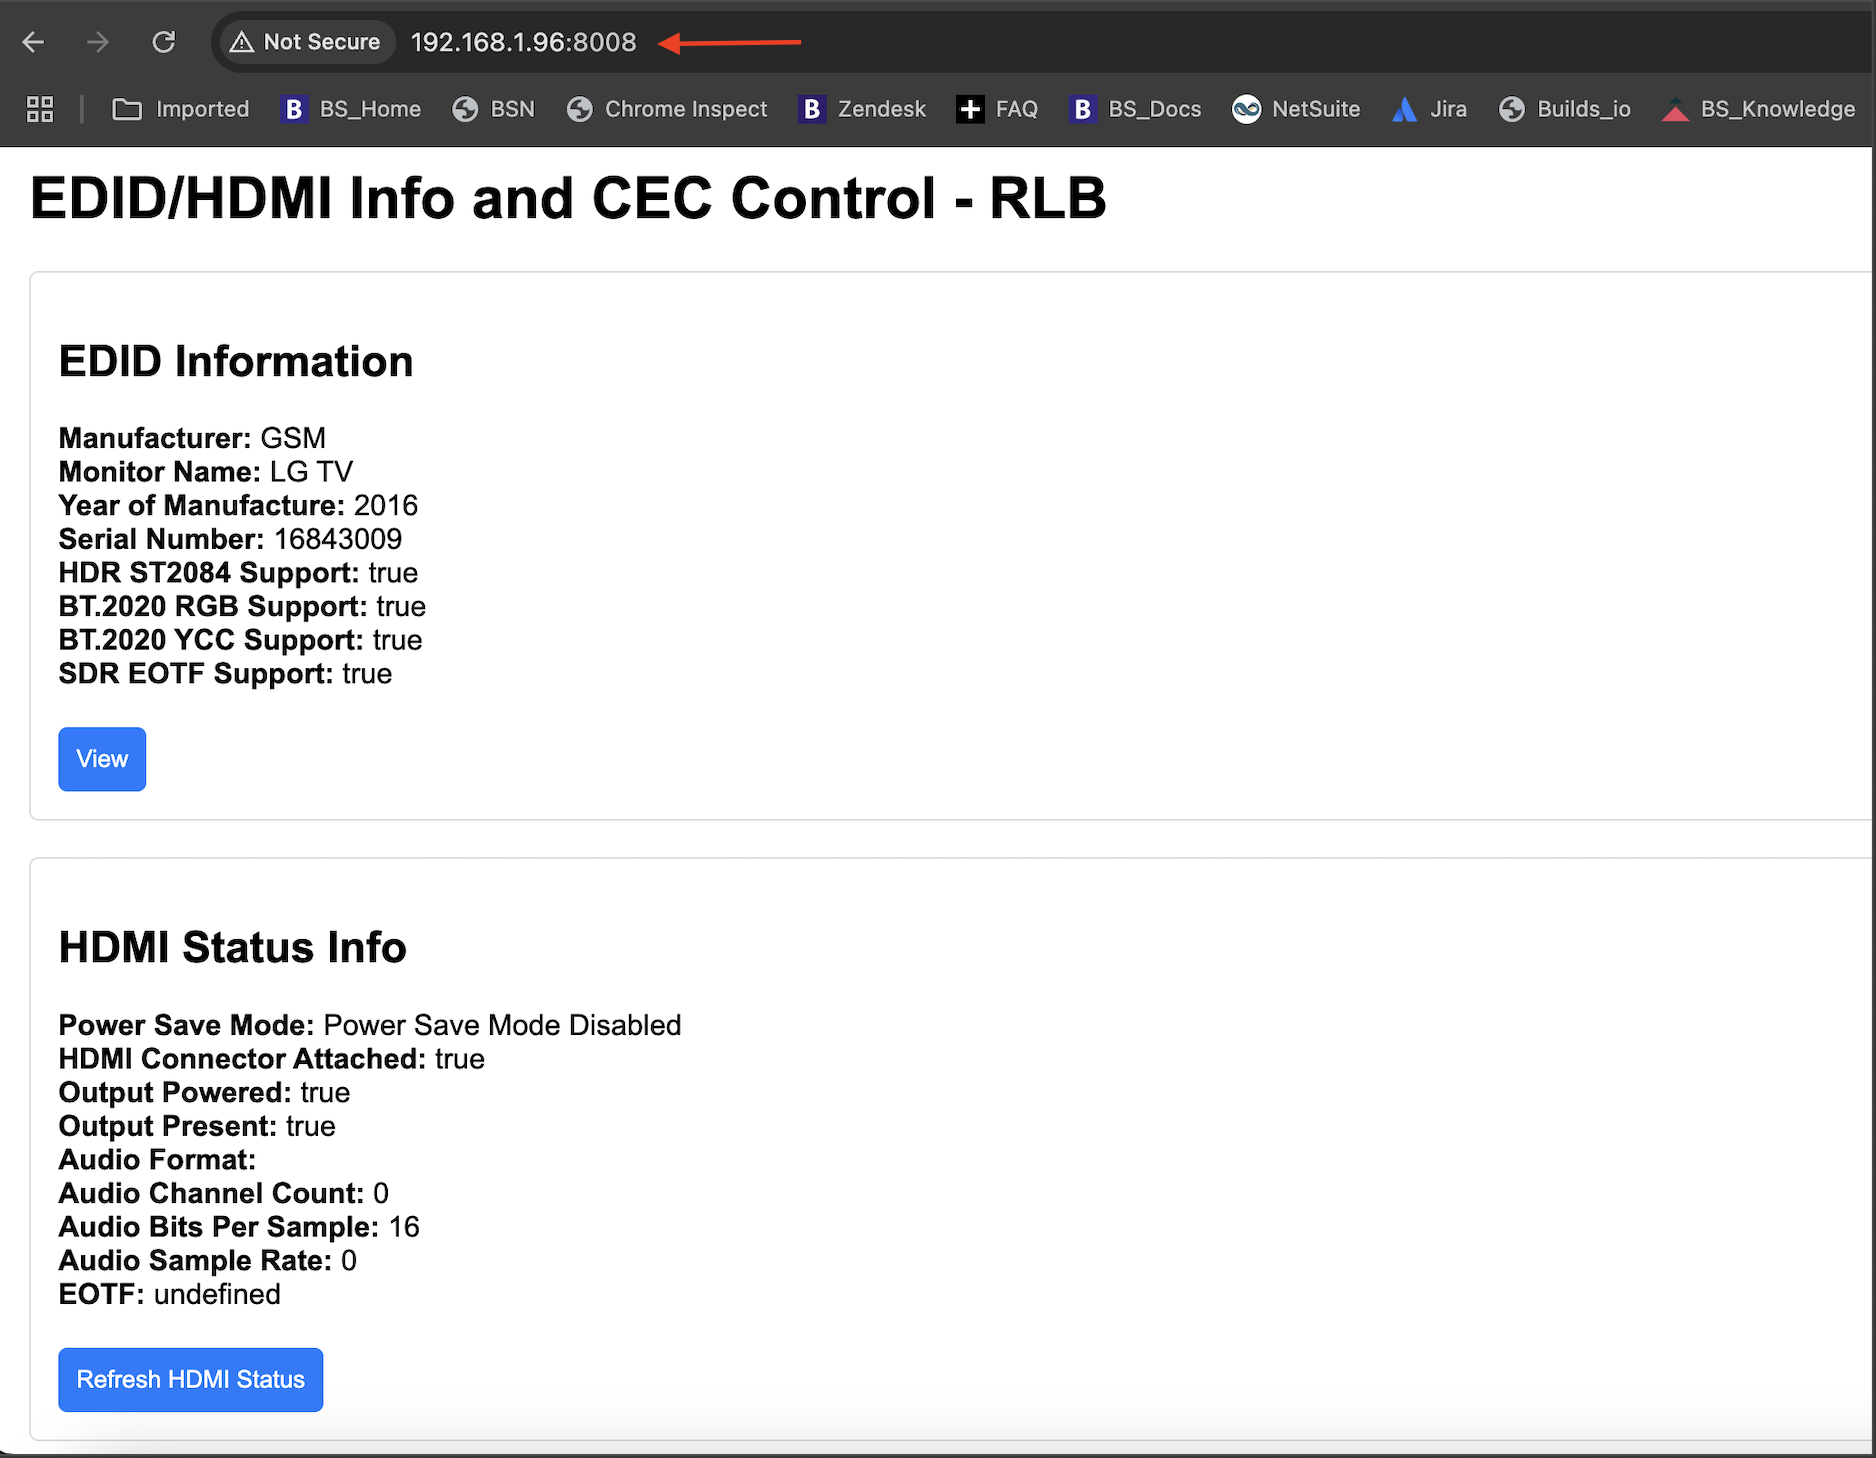 Not Secure 192.168.1.96:8008
Imported BS_Home BSN Chrome Inspect Zendesk FAQ BS_Docs NetSuite Jira Builds_io BS_Knowledge
EDID/HDMI Info and CEC Control - RLB
EDID Information
Manufacturer: GSM
Monitor Name: LG TV
Year of Manufacture: 2016
Serial Number: 16843009
HDR ST2084 Support: true
BT.2020 RGB Support: true
BT.2020 YCC Support: true
SDR EOTF Support: true
View
HDMI Status Info
Power Save Mode: Power Save Mode Disabled
HDMI Connector Attached: true
Output Powered: true
Output Present: true
Audio Format:
Audio Channel Count: 0
Audio Bits Per Sample: 16
Audio Sample Rate: 0
EOTF: undefined
Refresh HDMI Status